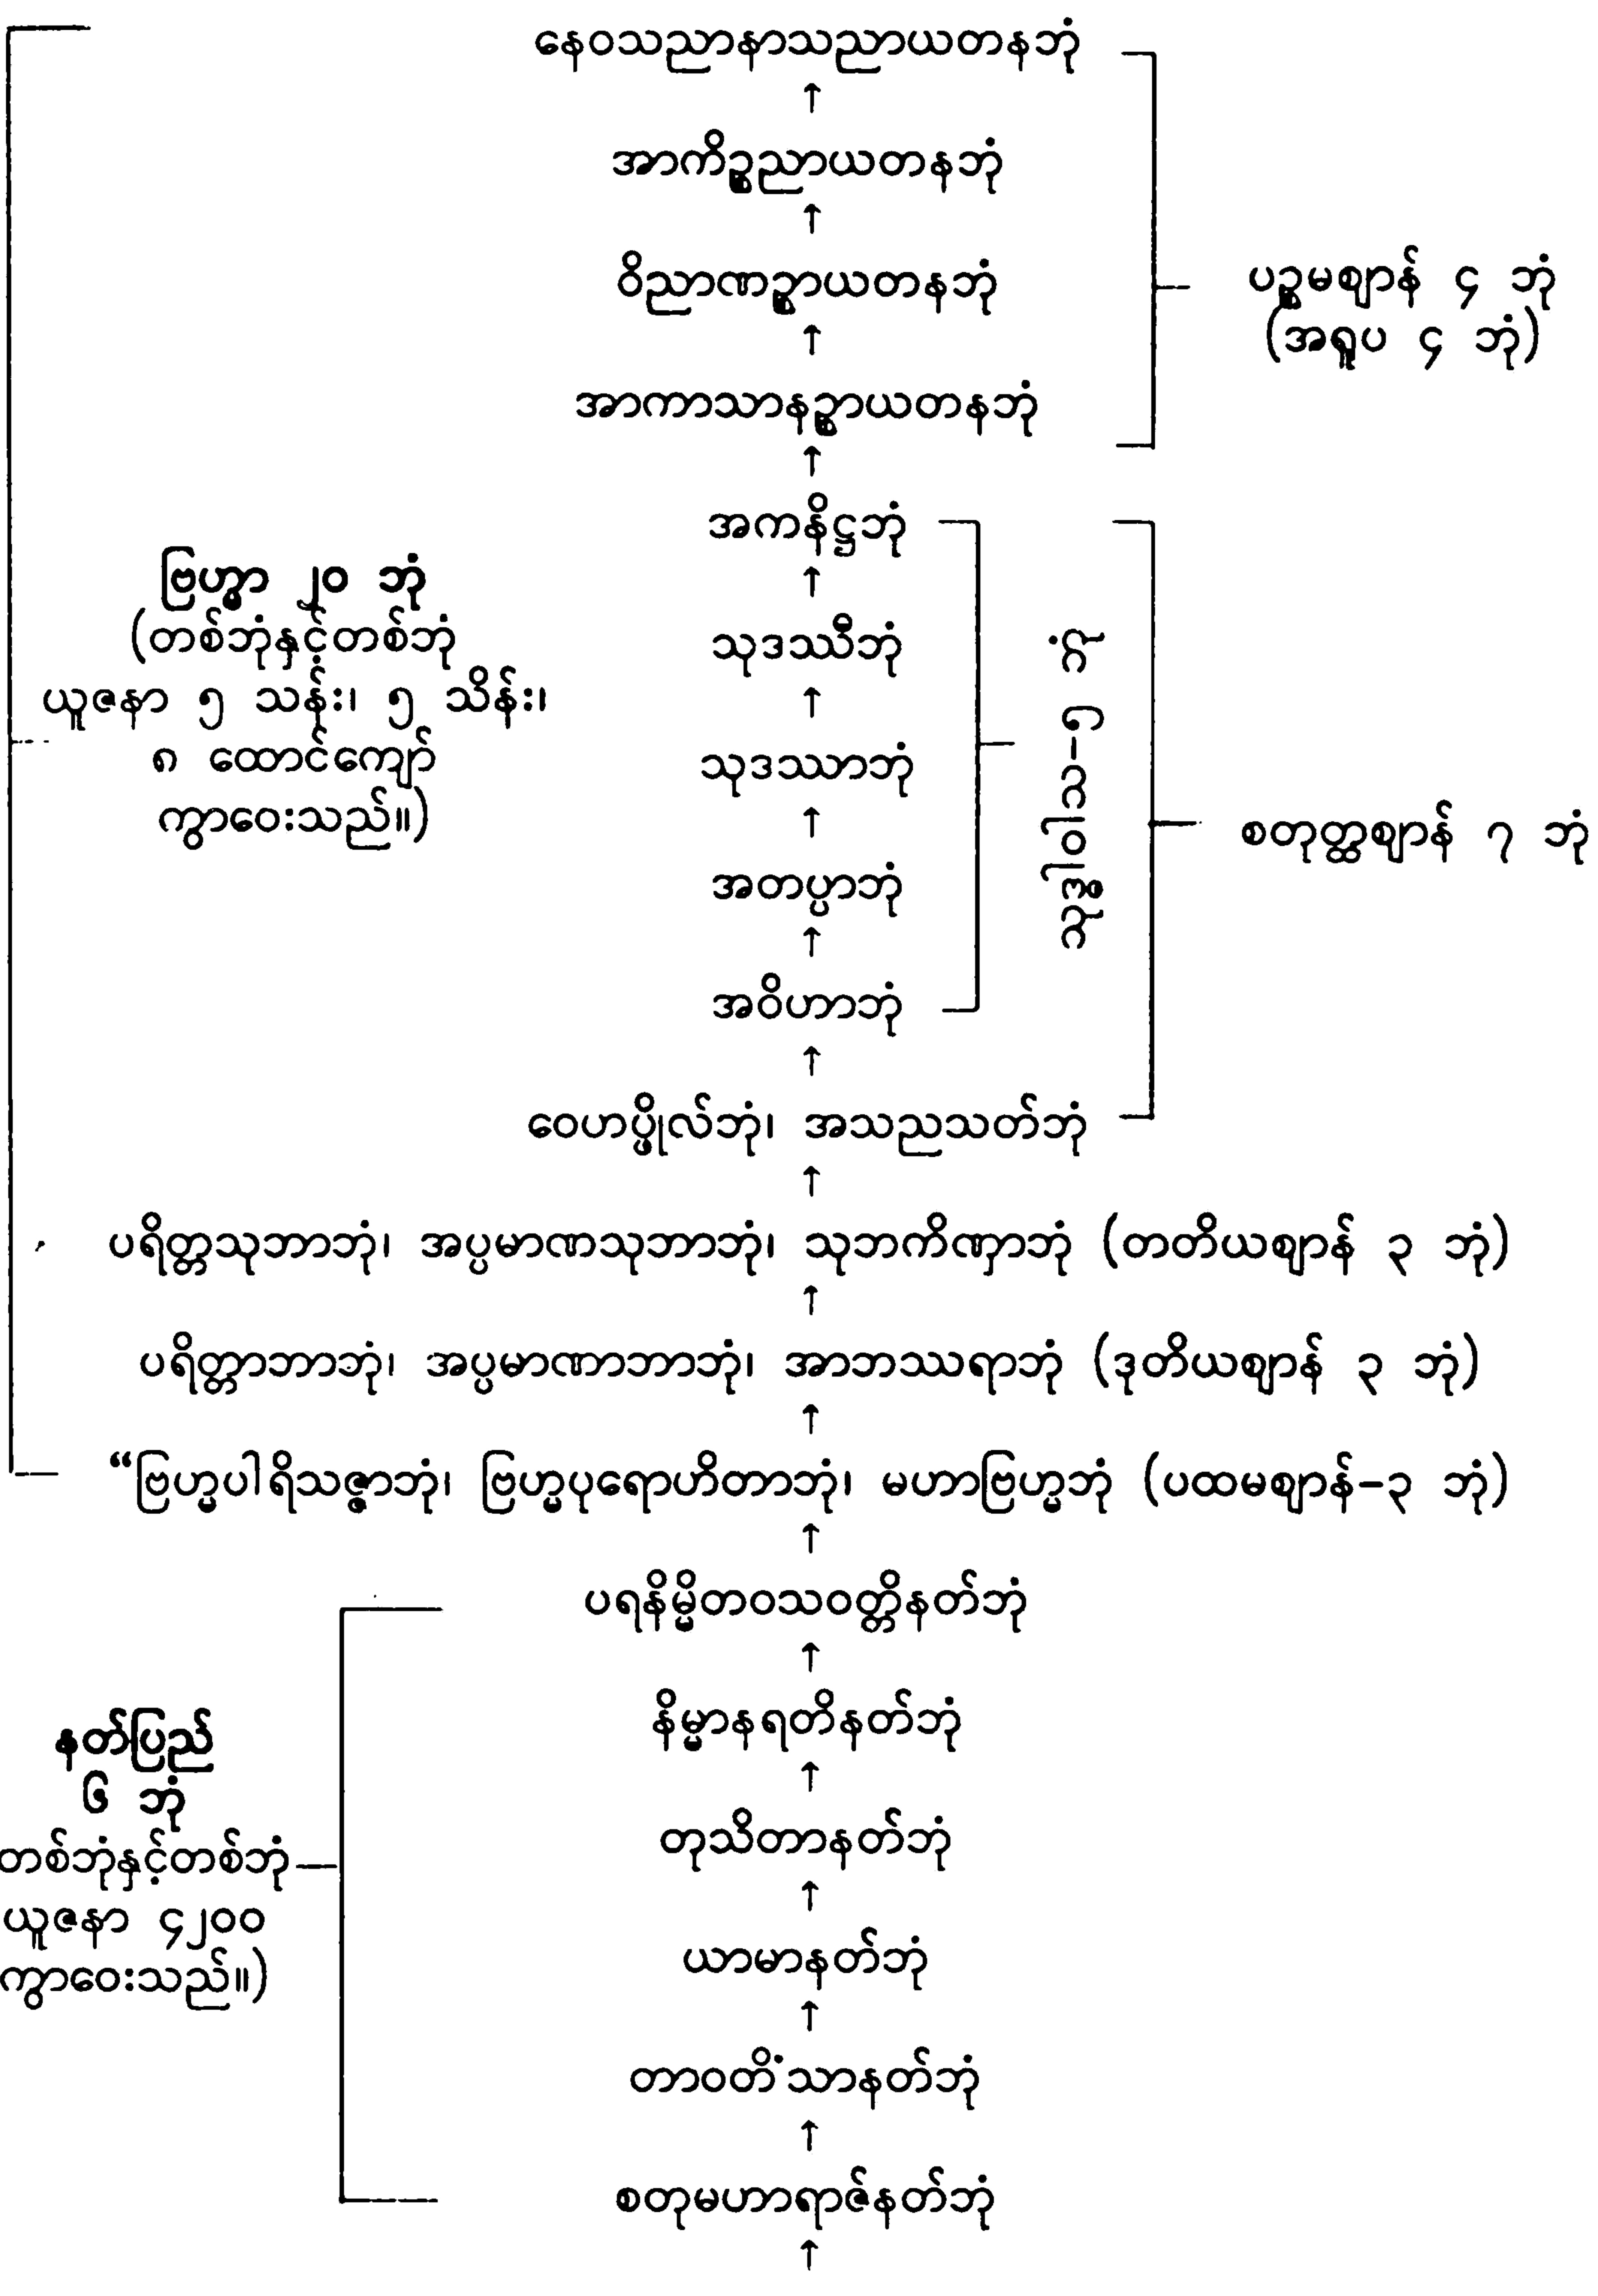 နေဝသညာနာသညာယတနဘုံ
↑
အာကိဉ္စညာယတနဘုံ
↑
ဝိညာဏဉ္စာယတနဘုံ
↑
အာကာသာနဉ္စာယတနဘုံ
↑
ပဉ္စမဈာန် ၄ ဘုံ
(အရူပ ၄ ဘုံ)
အကနိဋ္ဌဘုံ
↑
သုဒဿီဘုံ
↑
သုဒဿာဘုံ
↑
အတပ္ပာဘုံ
↑
အဝိဟာဘုံ
↑
သုဒ္ဓါဝါသ-၅ ဘုံ
ဗြဟ္မာ ၂၀ ဘုံ
(တစ်ဘုံနှင့်တစ်ဘုံ
ယူဇနာ ၅ သန်း၊ ၅ သိန်း၊
၈ ထောင်ကျော်
ကွာဝေးသည်။)
စတုတ္ထဈာန် ၇ ဘုံ
ဝေဟပ္ဖိုလ်ဘုံ၊ အသညသတ်ဘုံ
↑
ပရိတ္တသုဘာဘုံ၊ အပ္ပမာဏသုဘာဘုံ၊ သုဘကိဏှာဘုံ (တတိယဈာန် ၃ ဘုံ)
↑
ပရိတ္တာဘာဘုံ၊ အပ္ပမာဏာဘာဘုံ၊ အာဘဿရာဘုံ (ဒုတိယဈာန် ၃ ဘုံ)
↑
“ဗြဟ္မပါရိသဇ္ဇာဘုံ၊ ဗြဟ္မပုရောဟိတာဘုံ၊ မဟာဗြဟ္မဘုံ (ပထမဈာန်-၃ ဘုံ)
↑
ပရနိမ္မိတဝသဝတ္တိနတ်ဘုံ
↑
နိမ္မာနရတိနတ်ဘုံ
↑
တုသိတာနတ်ဘုံ
↑
ယာမာနတ်ဘုံ
↑
တာဝတိံသာနတ်ဘုံ
↑
စတုမဟာရာဇ်နတ်ဘုံ
↑
နတ်ပြည်
၆ ဘုံ
တစ်ဘုံနှင့်တစ်ဘုံ
ယူဇနာ ၄၂၀၀
ကွာဝေးသည်။)